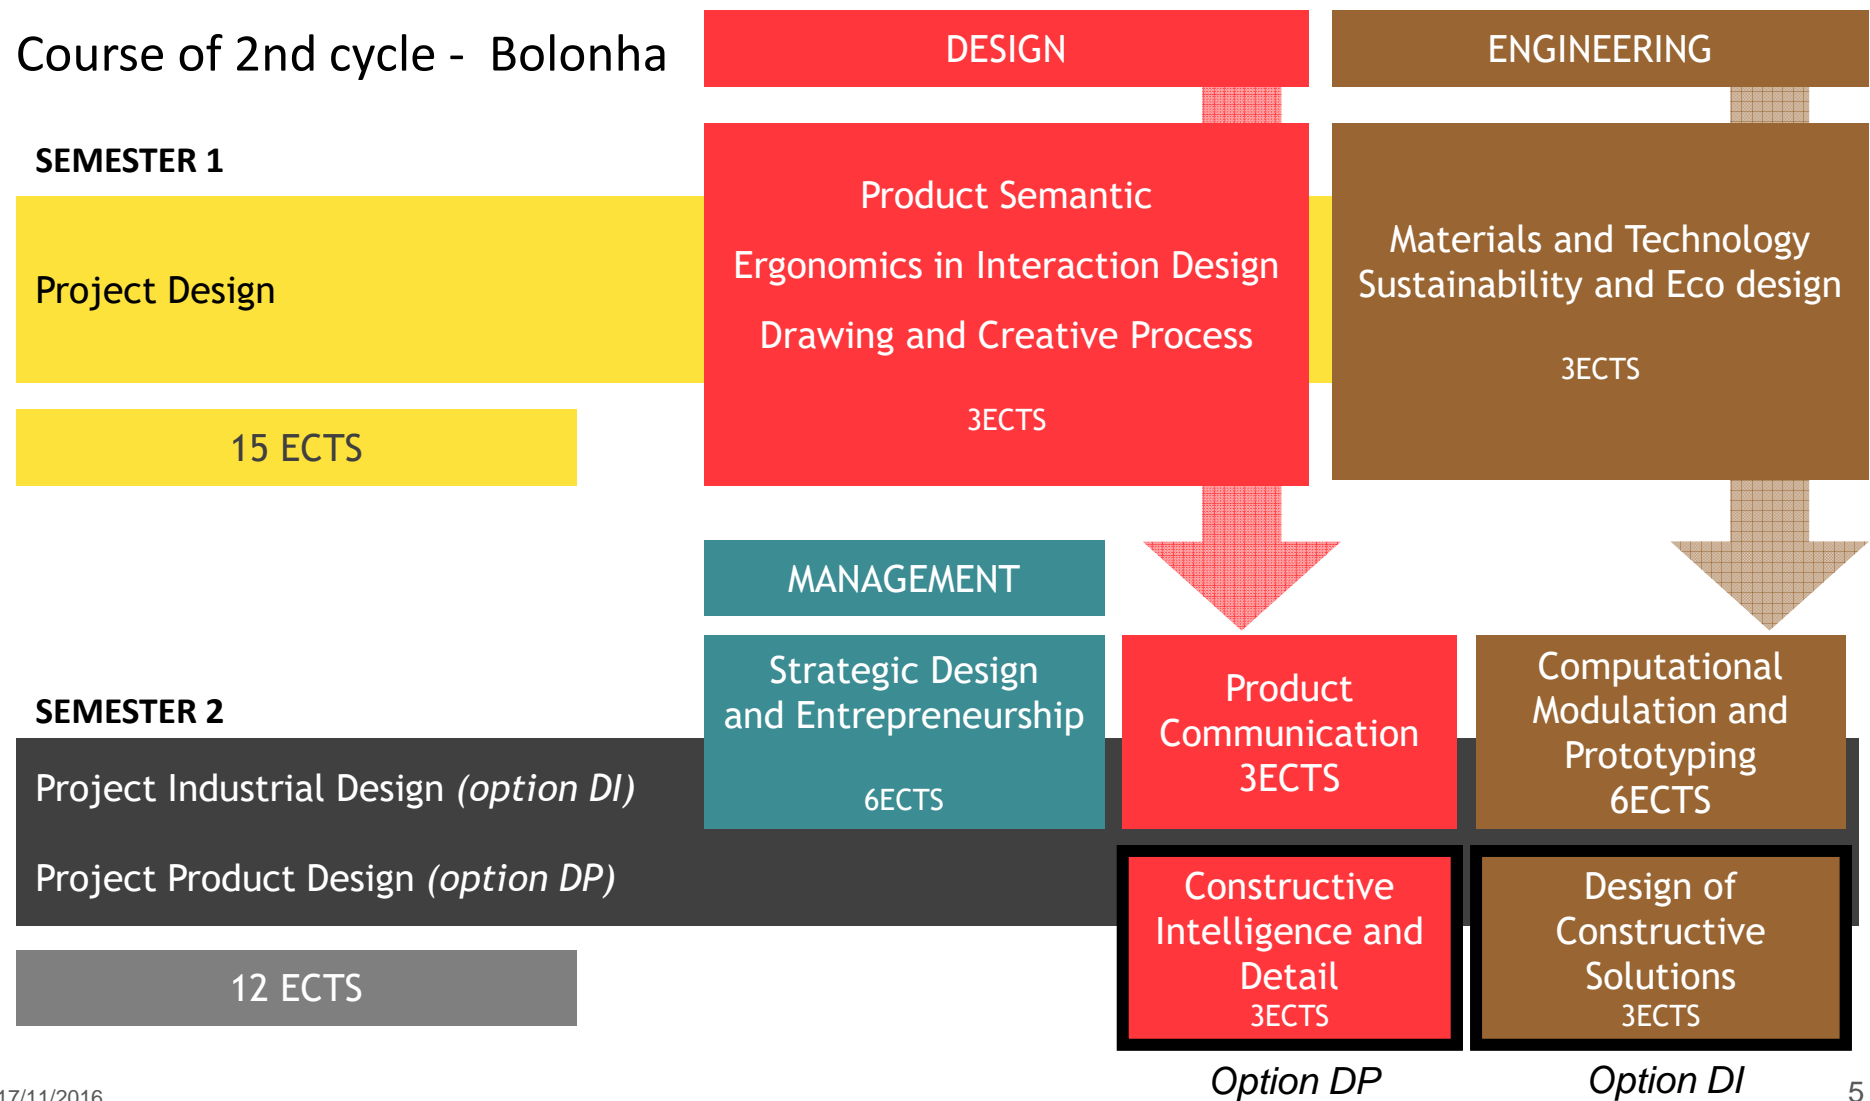 Course of 2nd cycle - Bolonha
DESIGN
ENGINEERING
SEMESTER 1
Project Design
15 ECTS
Product Semantic
Ergonomics in Interaction Design
Drawing and Creative Process
3ECTS
Materials and Technology
Sustainability and Eco design
3ECTS
MANAGEMENT
SEMESTER 2
Project Industrial Design (option DI)
Project Product Design (option DP)
12 ECTS
Strategic Design
and Entrepreneurship
6ECTS
Product
Communication
3ECTS
Computational
Modulation and
Prototyping
6ECTS
Constructive
Intelligence and
Detail
3ECTS
Option DP
Design of
Constructive
Solutions
3ECTS
Option DI
17/11/2016
5